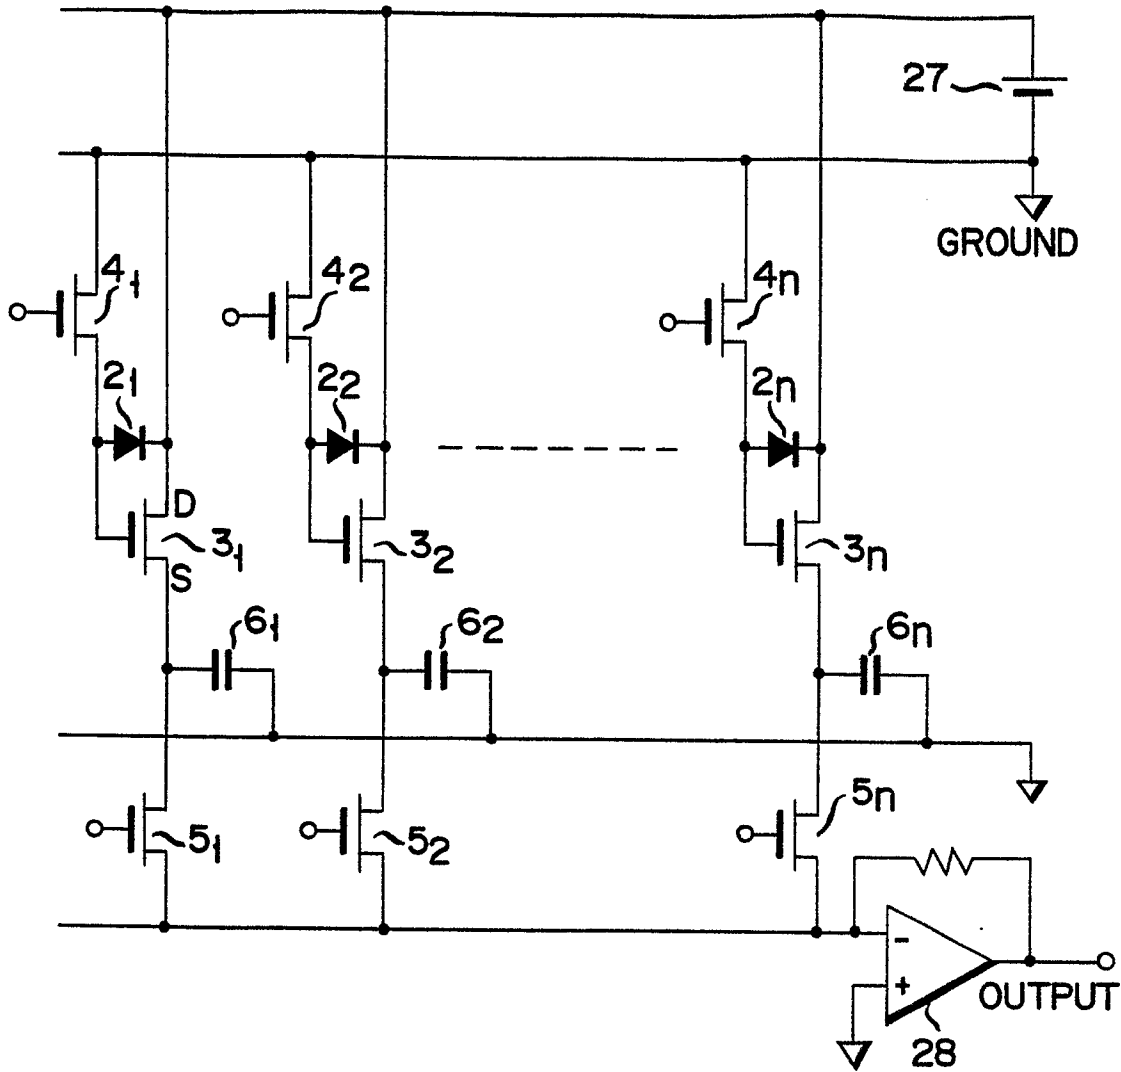 27
GROUND
4₁
4₂
4n
2₁
2₂
2n
D
3₁
3₂
3n
S
6₁
6₂
6n
5₁
5₂
5n
−
+
OUTPUT
28